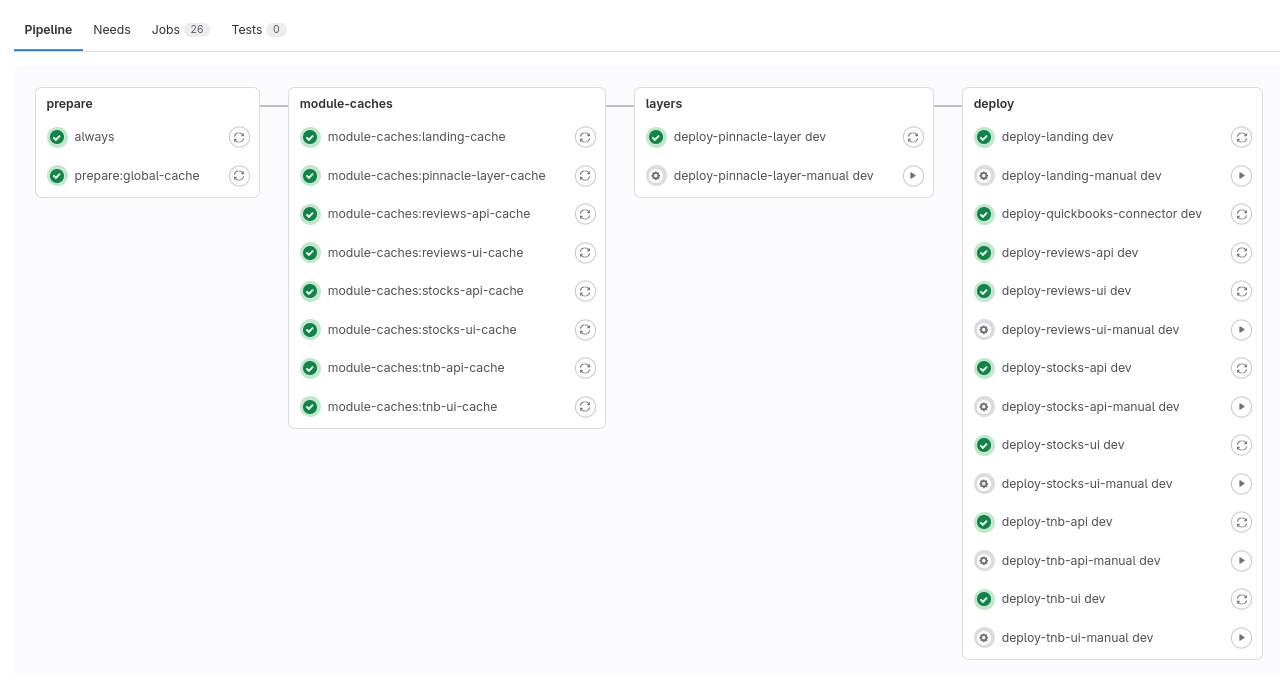 Pipeline Needs Jobs 26 Tests 0
prepare
always
prepare:global-cache
module-caches
module-caches:landing-cache
module-caches:pinnacle-layer-cache
module-caches:reviews-api-cache
module-caches:reviews-ui-cache
module-caches:stocks-api-cache
module-caches:stocks-ui-cache
module-caches:tnb-api-cache
module-caches:tnb-ui-cache
layers
deploy-pinnacle-layer dev
deploy-pinnacle-layer-manual dev
deploy
deploy-landing dev
deploy-landing-manual dev
deploy-quickbooks-connector dev
deploy-reviews-api dev
deploy-reviews-ui dev
deploy-reviews-ui-manual dev
deploy-stocks-api dev
deploy-stocks-api-manual dev
deploy-stocks-ui dev
deploy-stocks-ui-manual dev
deploy-tnb-api dev
deploy-tnb-api-manual dev
deploy-tnb-ui dev
deploy-tnb-ui-manual dev